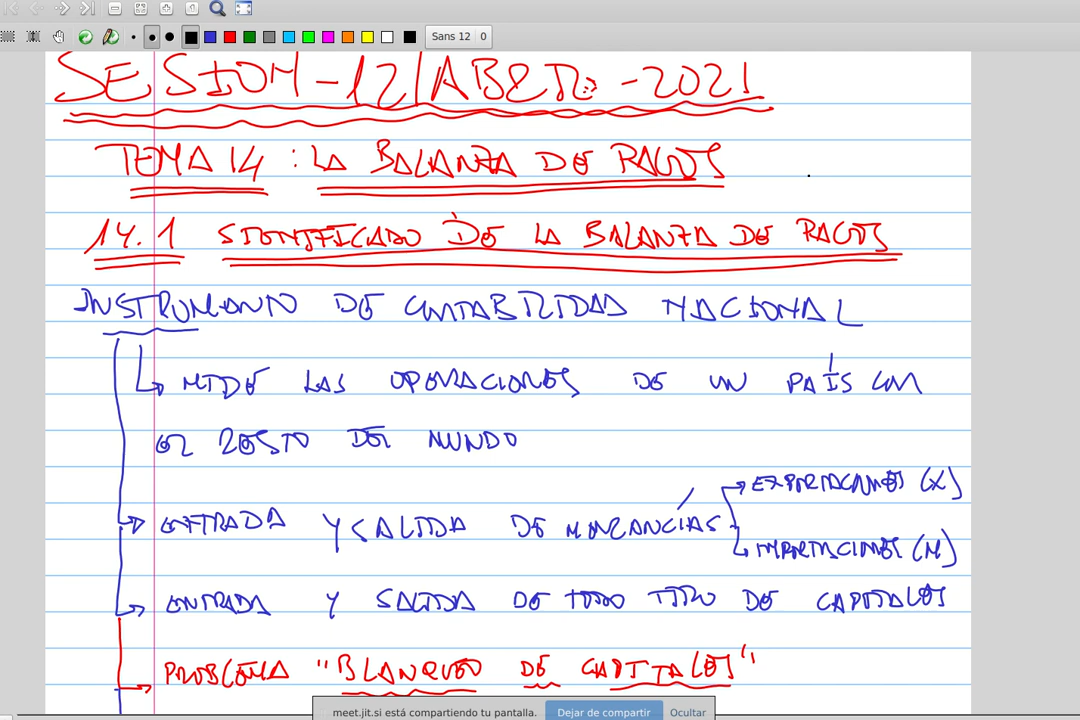 Sans 12 0
SESION-12/ABRIL-2021
TEMA 14: LA BALANZA DE PAGOS
14.1 SIGNIFICADO DE LA BALANZA DE PAGOS
INSTRUMENTO DE CONTABILIDAD NACIONAL
MIDE LAS OPERACIONES DE UN PAÍS CON
EL RESTO DEL MUNDO
EXPORTACIONES (X)
ENTRADA Y SALIDA DE MERCANCIAS
IMPORTACIONES (M)
ENTRADA Y SALIDA DE TODO TIPO DE CAPITALES
PROBLEMA "BLANQUEO DE CAPITALES"
meet.jit.si está compartiendo tu pantalla. Dejar de compartir Ocultar